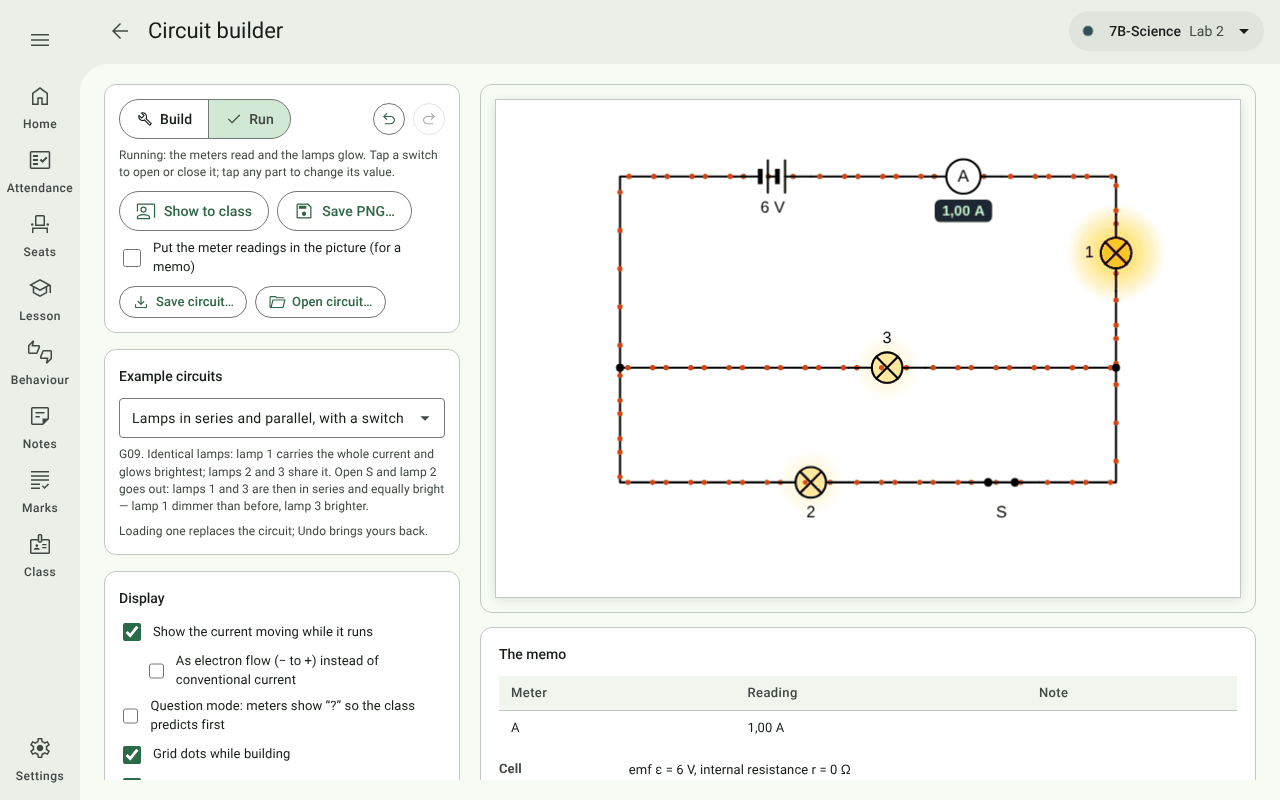 Circuit builder
7B-Science Lab 2
Home
Attendance
Seats
Lesson
Behaviour
Notes
Marks
Class
Settings
Build
Run
Running: the meters read and the lamps glow. Tap a switch
to open or close it; tap any part to change its value.
Show to class
Save PNG...
Put the meter readings in the picture (for a
memo)
Save circuit...
Open circuit...
Example circuits
Lamps in series and parallel, with a switch
G09. Identical lamps: lamp 1 carries the whole current and
glows brightest; lamps 2 and 3 share it. Open S and lamp 2
goes out: lamps 1 and 3 are then in series and equally bright
— lamp 1 dimmer than before, lamp 3 brighter.
Loading one replaces the circuit; Undo brings yours back.
Display
Show the current moving while it runs
As electron flow (− to +) instead of
conventional current
Question mode: meters show “?” so the class
predicts first
Grid dots while building
6 V
A
1,00 A
1
3
2
S
The memo
Meter Reading Note
A 1,00 A
Cell emf ε = 6 V, internal resistance r = 0 Ω